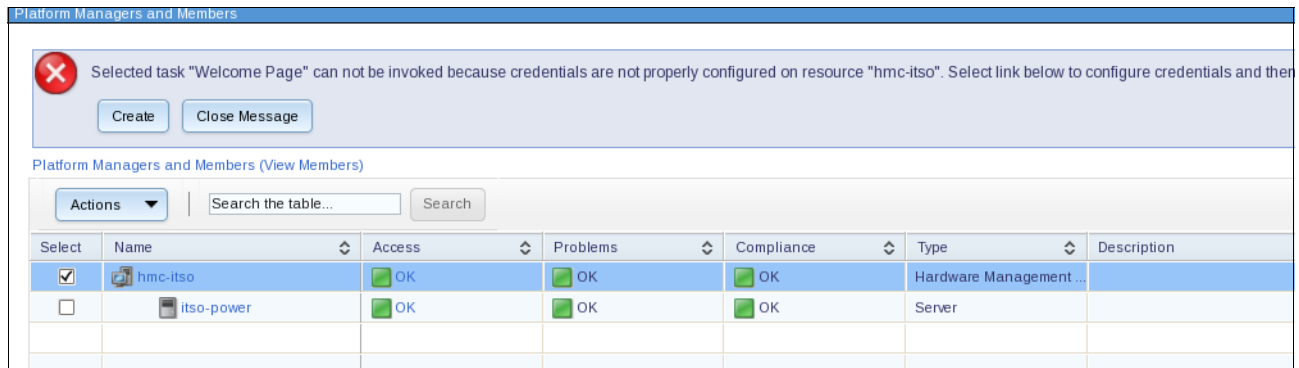 Platform Managers and Members
Selected task "Welcome Page" can not be invoked because credentials are not properly configured on resource "hmc-itso". Select link below to configure credentials and then
Create Close Message
Platform Managers and Members (View Members)
Actions Search the table... Search
Select Name Access Problems Compliance Type Description
hmc-itso OK OK OK Hardware Management ...
itso-power OK OK OK Server